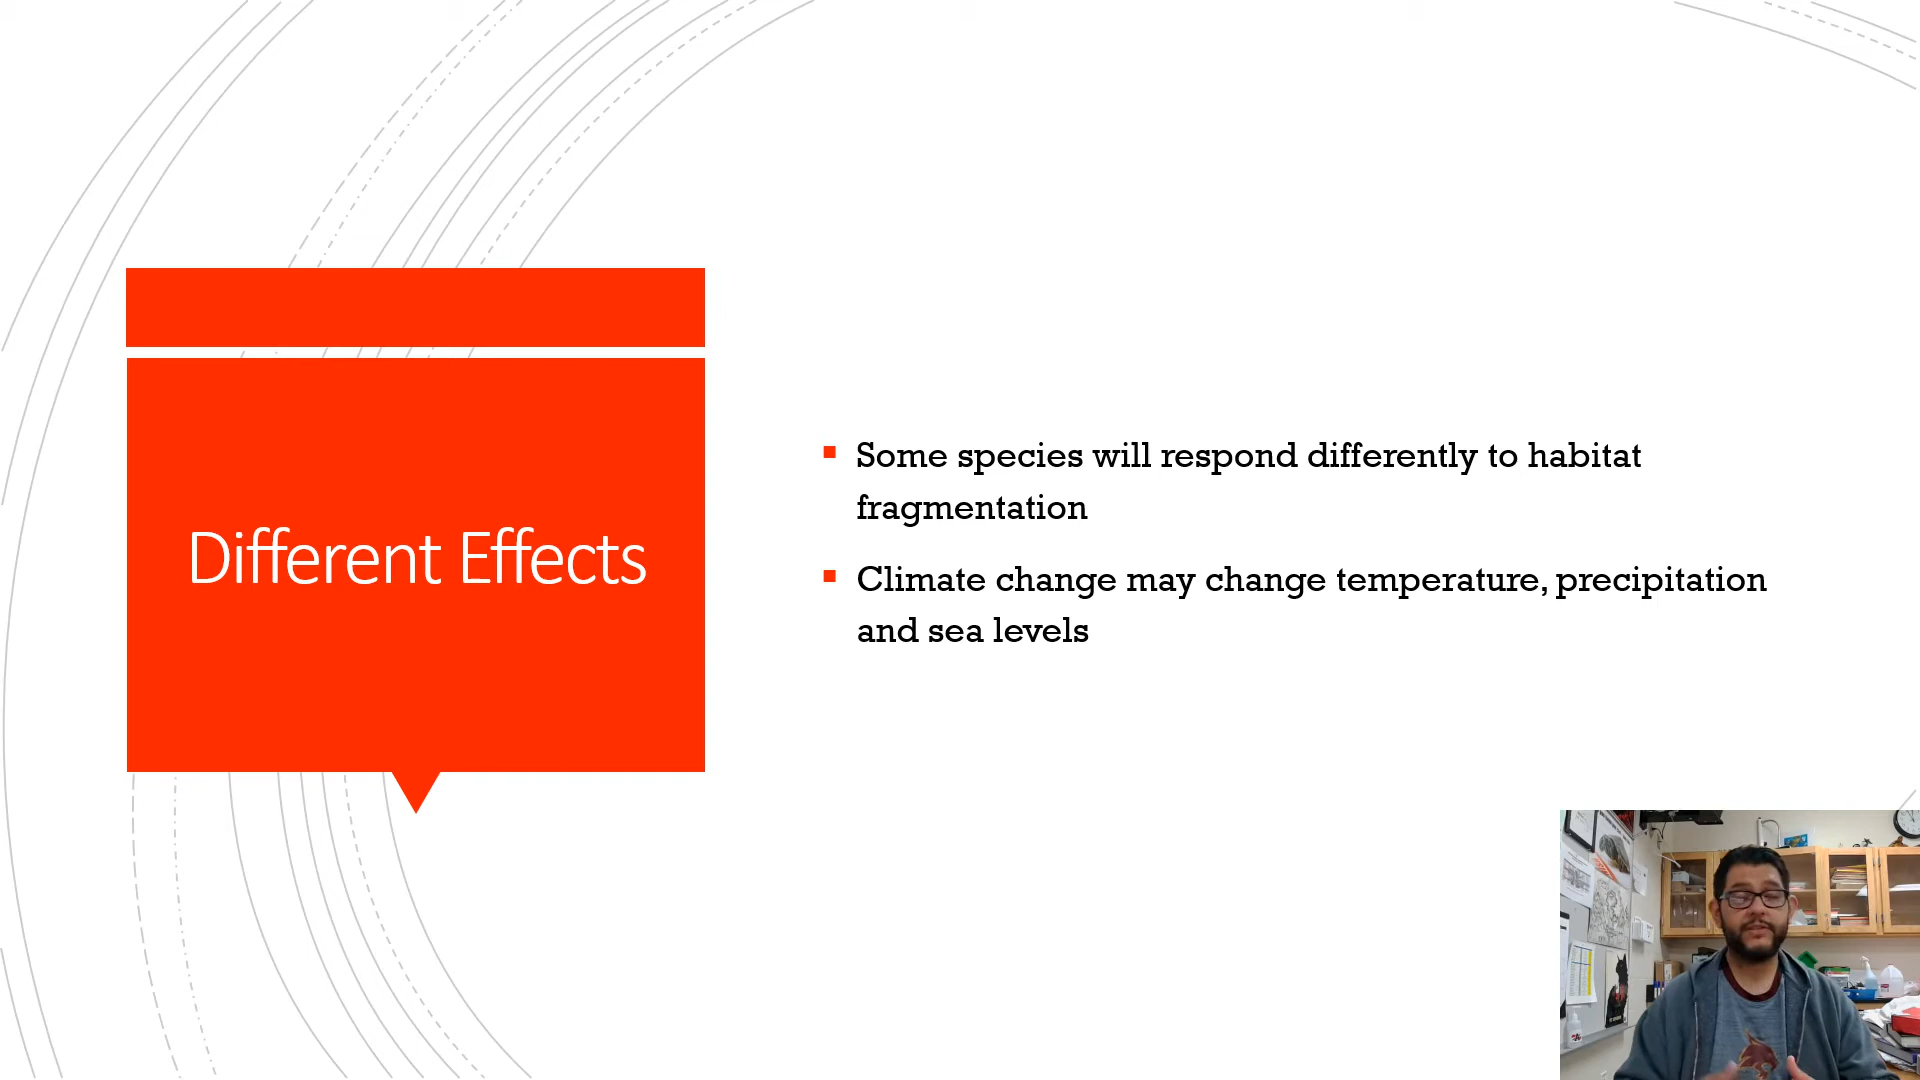 Different Effects
Some species will respond differently to habitat
fragmentation
Climate change may change temperature, precipitation
and sea levels